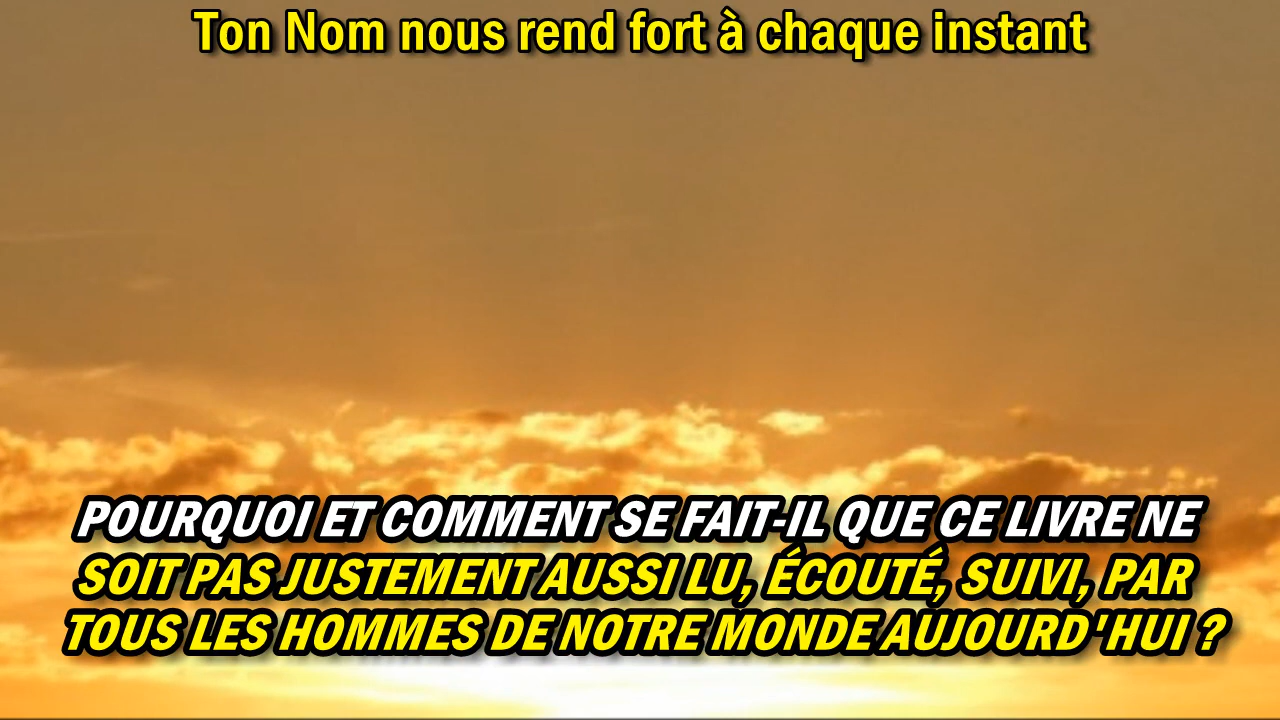 Ton Nom nous rend fort à chaque instant
POURQUOI ET COMMENT SE FAIT-IL QUE CE LIVRE NE
SOIT PAS JUSTEMENT AUSSI LU, ÉCOUTÉ, SUIVI, PAR
TOUS LES HOMMES DE NOTRE MONDE AUJOURD'HUI ?